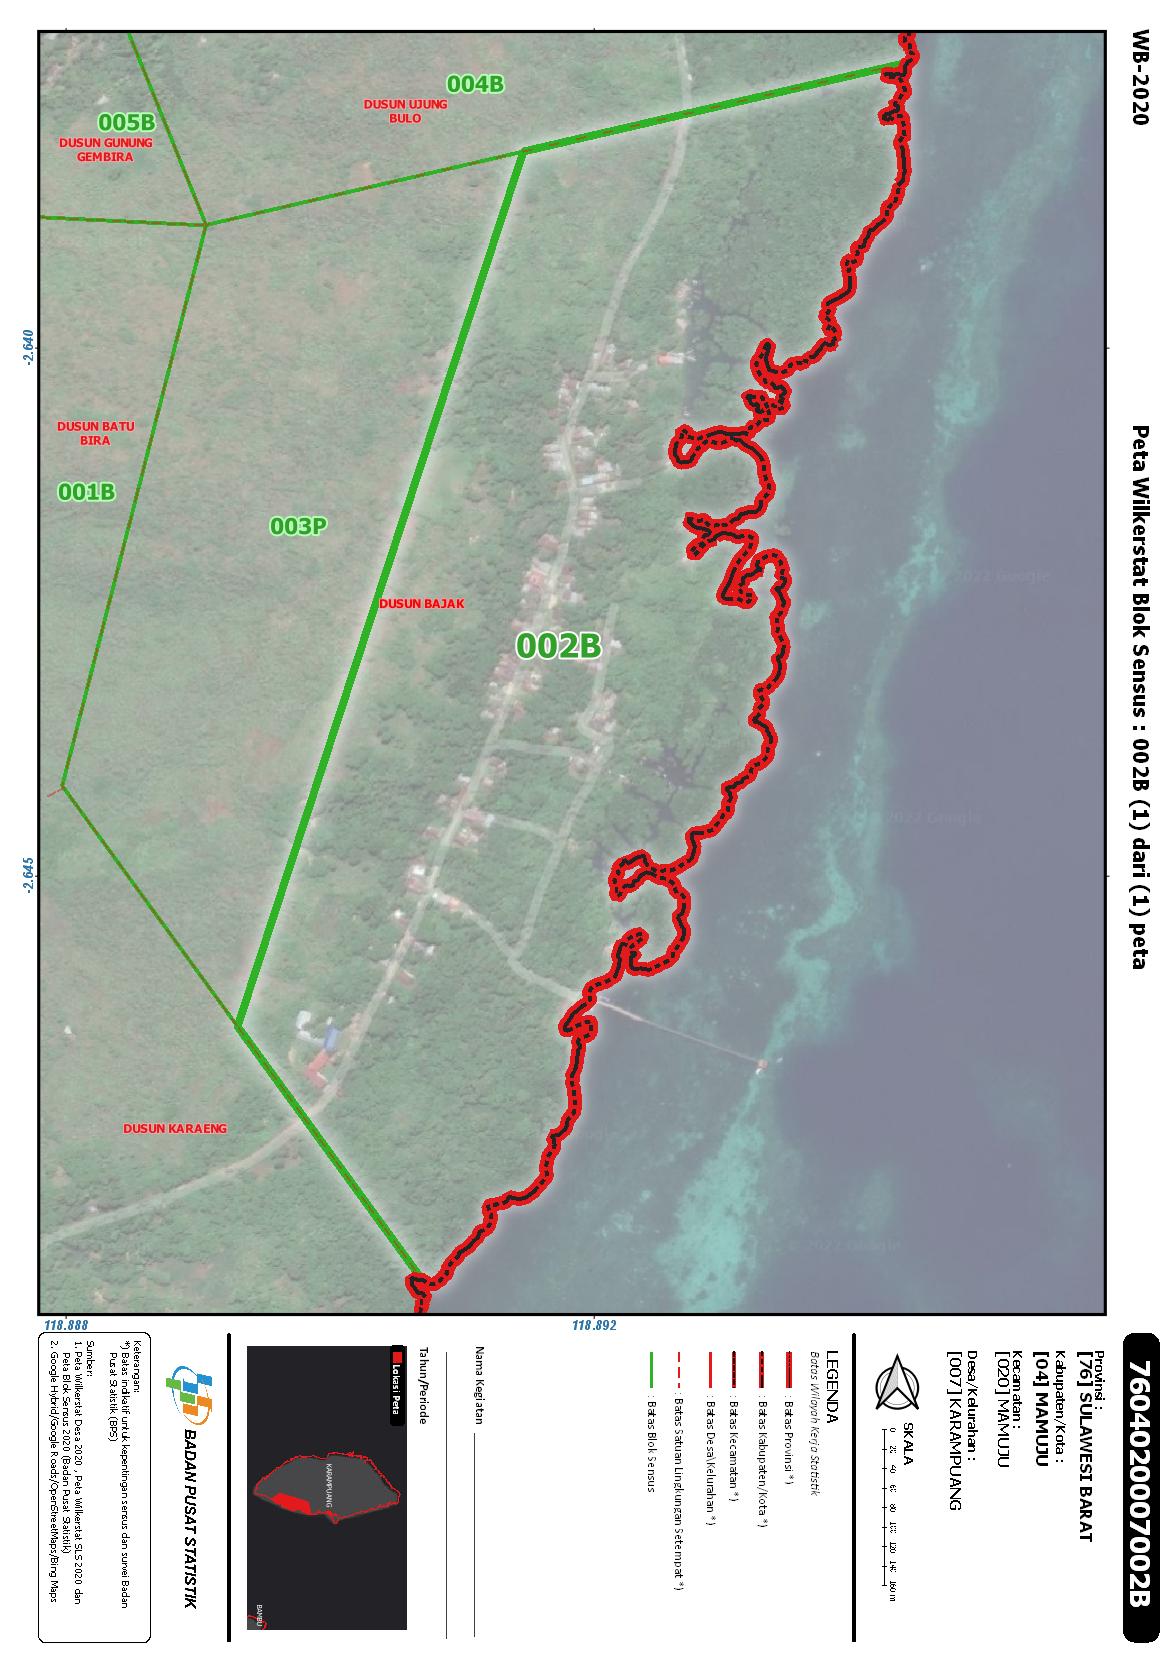 WB-2020
Peta Wilkerstat Blok Sensus : 002B (1) dari (1) peta
7604020007002B
Provinsi :
[76] SULAWESI BARAT
Kabupaten/Kota :
[04] MAMUJU
Kecamatan :
[020] MAMUJU
Desa/Kelurahan :
[007] KARAMPUANG
SKALA
0 20 40 60 80 100 120 140 160 m
LEGENDA
Batas Wilayah Kerja Statistik
: Batas Provinsi *)
: Batas Kabupaten/Kota *)
: Batas Kecamatan *)
: Batas Desa\Kelurahan *)
: Batas Satuan Lingkungan Setempat *)
: Batas Blok Sensus
Nama Kegiatan
Tahun/Periode
Lokasi Peta
KARAMPUANG
BAMBU
BADAN PUSAT STATISTIK
Keterangan:
*) Batas indikatif untuk kepentingan sensus dan survei Badan
Pusat Statistik (BPS)
Sumber:
1. Peta Wilkerstat Desa 2020 , Peta Wilkerstat SLS 2020 dan
Peta Blok Sensus 2020 (Badan Pusat Statistik)
2. Google Hybrid/Google Roads/OpenStreetMaps/Bing Maps
004B
DUSUN UJUNG
BULO
005B
DUSUN GUNUNG
GEMBIRA
DUSUN BATU
BIRA
001B
003P
DUSUN BAJAK
002B
DUSUN KARAENG
-2.640
-2.645
118.888
118.892
2022 Google
2022 Google